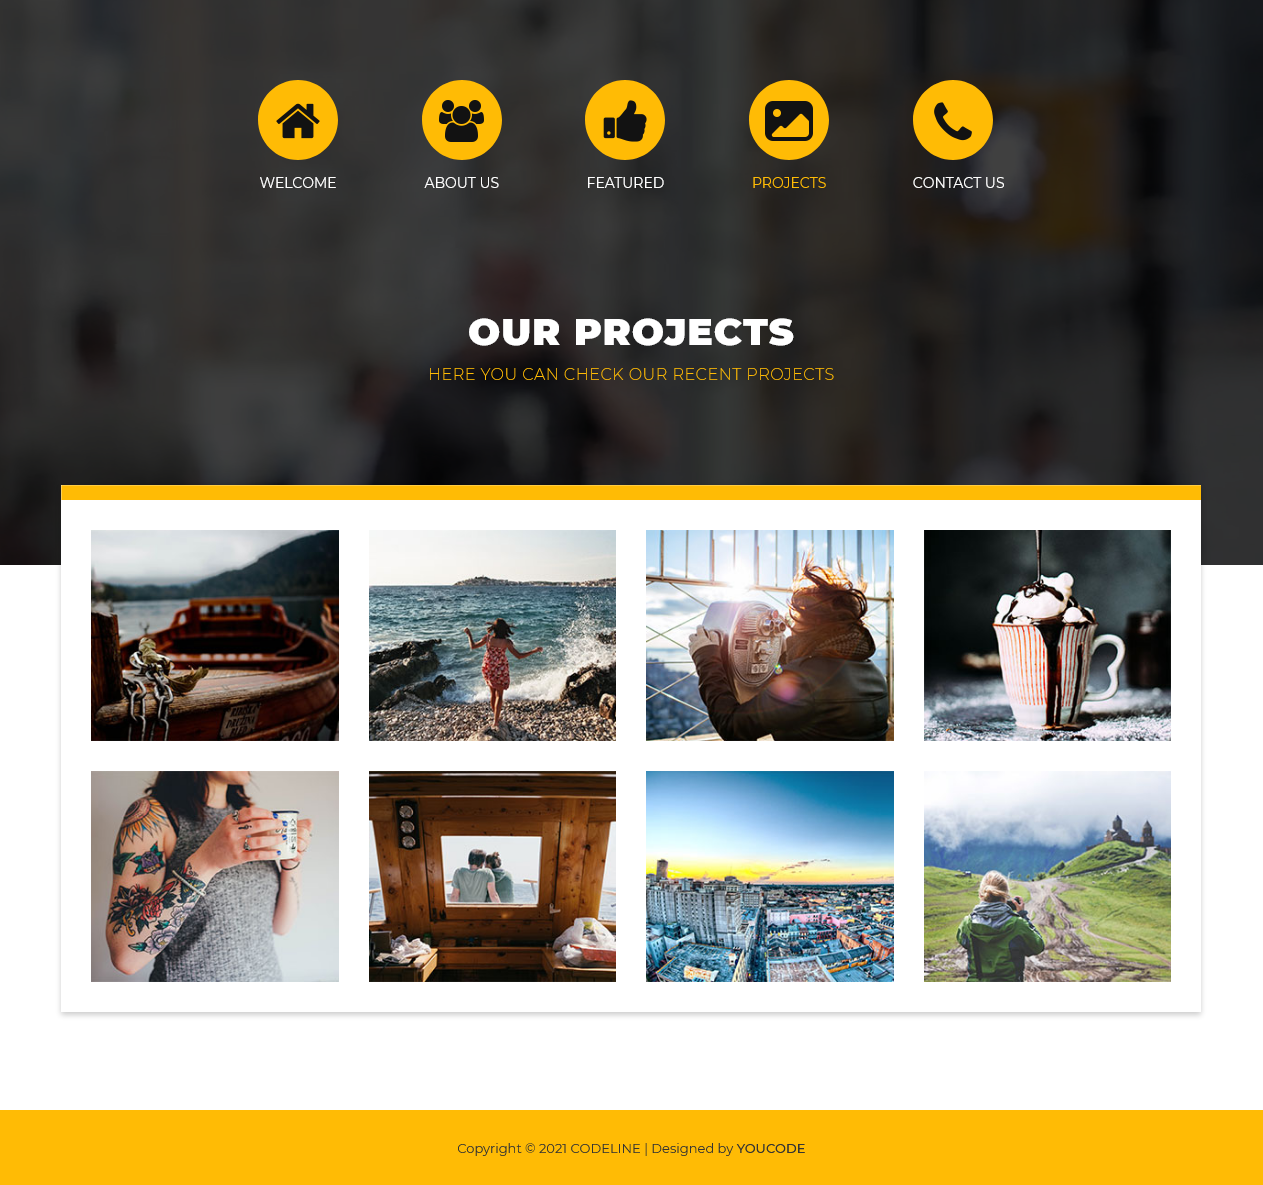 WELCOME
ABOUT US
FEATURED
PROJECTS
CONTACT US
OUR PROJECTS
HERE YOU CAN CHECK OUR RECENT PROJECTS
Copyright © 2021 CODELINE | Designed by YOUCODE